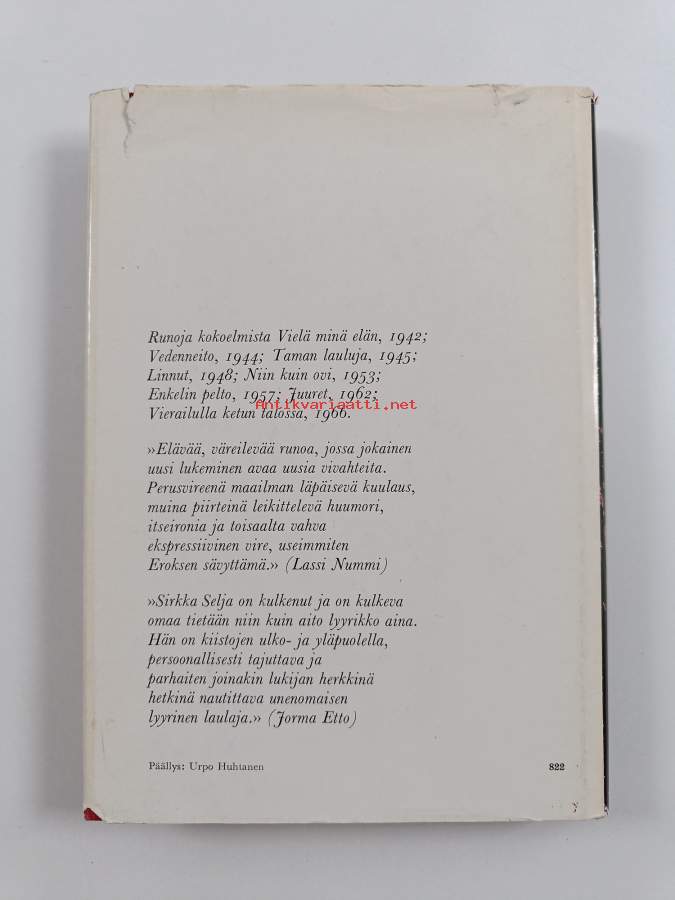 Runoja kokoelmista Vielä minä elän, 1942;
Vedenneito, 1944; Taman lauluja, 1945;
Linnut, 1948; Niin kuin ovi, 1953;
Enkelin pelto, 1957; Juuret, 1962;
Antikvariaatti.net
Vierailulla ketun talossa, 1966.
»Elävää, väreilevää runoa, jossa jokainen
uusi lukeminen avaa uusia vivahteita.
Perusvireenä maailman läpäisevä kuulaus,
muina piirteinä leikittelevä huumori,
itseironia ja toisaalta vahva
ekspressiivinen vire, useimmiten
Eroksen sävyttämä.» (Lassi Nummi)
»Sirkka Selja on kulkenut ja on kulkeva
omaa tietään niin kuin aito lyyrikko aina.
Hän on kiistojen ulko- ja yläpuolella,
persoonallisesti tajuttava ja
parhaiten joinakin lukijan herkkinä
hetkinä nautittava unenomaisen
lyyrinen laulaja.» (Jorma Etto)
Päällys: Urpo Huhtanen
822